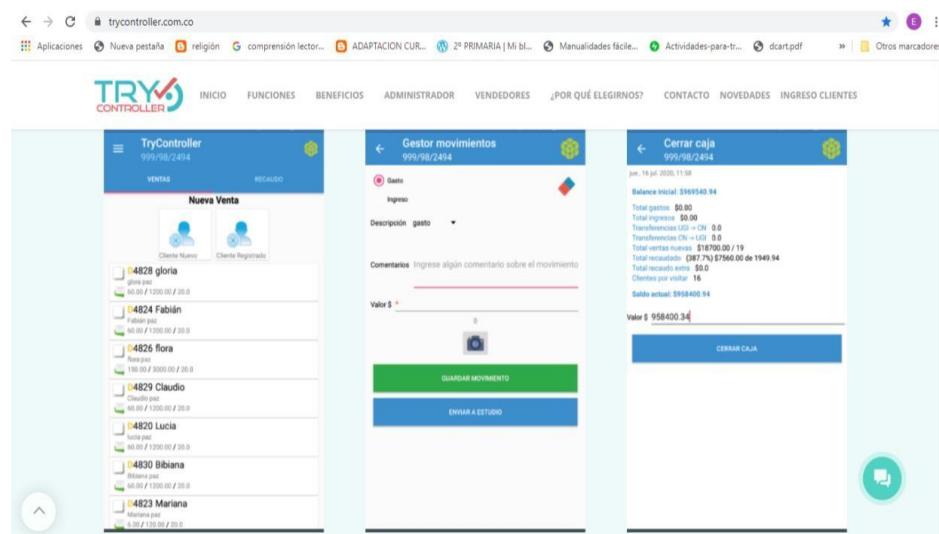 trycontroller.com.co
E
Aplicaciones Nueva pestaña religión comprensión lector... ADAPTACION CUR... 2º PRIMARIA | Mi bl... Manualidades fácile... Actividades-para-tr... dcart.pdf » Otros marcadores
TRY CONTROLLER
INICIO FUNCIONES BENEFICIOS ADMINISTRADOR VENDEDORES ¿POR QUÉ ELEGIRNOS? CONTACTO NOVEDADES INGRESO CLIENTES
TryController
999/98/2494
VENTAS RECAUDO
Nueva Venta
Cliente Nuevo Cliente Registrado
D4828 gloria
gloria paz
60.00 / 1200.00 / 20.0
D4824 Fabián
Fabián paz
60.00 / 1200.00 / 20.0
D4826 flora
flora paz
150.00 / 3000.00 / 20.0
D4829 Claudio
Claudio paz
60.00 / 1200.00 / 20.0
D4820 Lucia
lucia paz
60.00 / 1200.00 / 20.0
D4830 Bibiana
Bibiana paz
60.00 / 1200.00 / 20.0
D4823 Mariana
Mariana paz
6.00 / 120.00 / 20.0
Gestor movimientos
999/98/2494
Gasto
Ingreso
Descripción gasto
Comentarios Ingrese algún comentario sobre el movimiento
Valor $ *
0
GUARDAR MOVIMIENTO
ENVIAR A ESTUDIO
Cerrar caja
999/98/2494
jue., 16 jul. 2020, 11:58
Balance inicial: $969540.94
Total gastos $0.00
Total ingresos $0.00
Transferencias UGI -> CN 0.0
Transferencias CN -> UGI 0.0
Total ventas nuevas $18700.00 / 19
Total recaudado (387.7%) $7560.00 de 1949.94
Total recaudo extra $0.0
Clientes por visitar 16
Saldo actual: $958400.94
Valor $ 958400.34
CERRAR CAJA